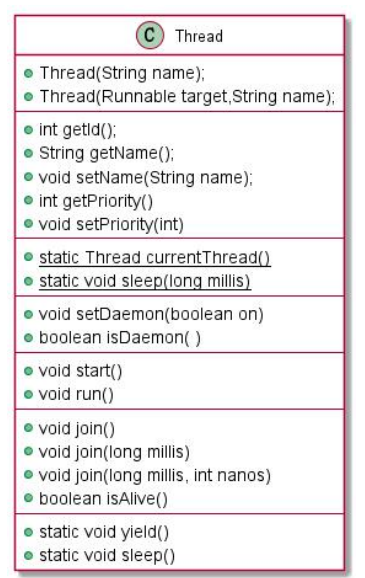 C Thread
Thread(String name);
Thread(Runnable target,String name);
int getId();
String getName();
void setName(String name);
int getPriority()
void setPriority(int)
static Thread currentThread()
static void sleep(long millis)
void setDaemon(boolean on)
boolean isDaemon( )
void start()
void run()
void join()
void join(long millis)
void join(long millis, int nanos)
boolean isAlive()
static void yield()
static void sleep()